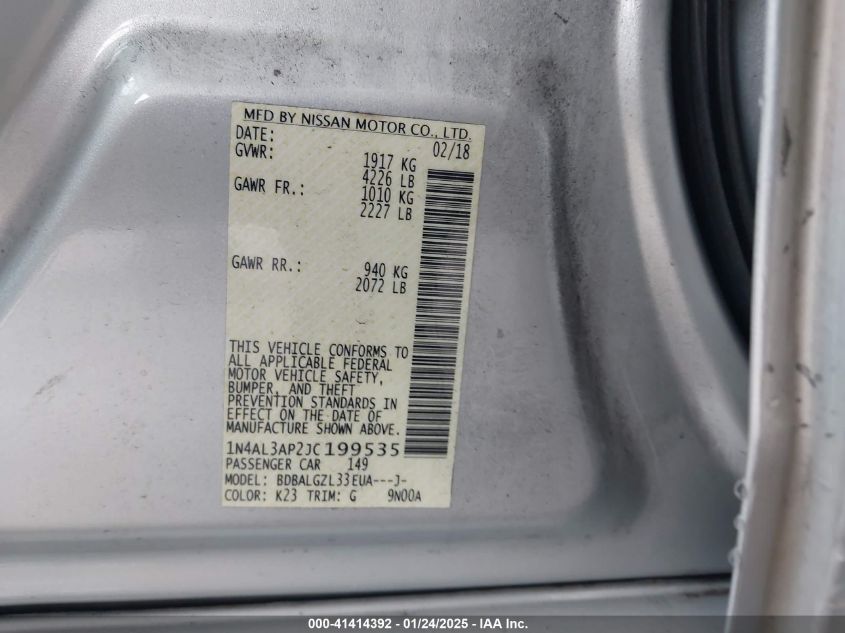 MFD BY NISSAN MOTOR CO., LTD.
DATE: 02/18
GVWR: 1917 KG
4226 LB
GAWR FR.: 1010 KG
2227 LB
GAWR RR.: 940 KG
2072 LB
THIS VEHICLE CONFORMS TO
ALL APPLICABLE FEDERAL
MOTOR VEHICLE SAFETY,
BUMPER, AND THEFT
PREVENTION STANDARDS IN
EFFECT ON THE DATE OF
MANUFACTURE SHOWN ABOVE.
1N4AL3AP2JC199535
PASSENGER CAR 149
MODEL: BDBALGZL33EUA---J-
COLOR: K23 TRIM: G 9N00A
000-41414392 - 01/24/2025 - IAA Inc.